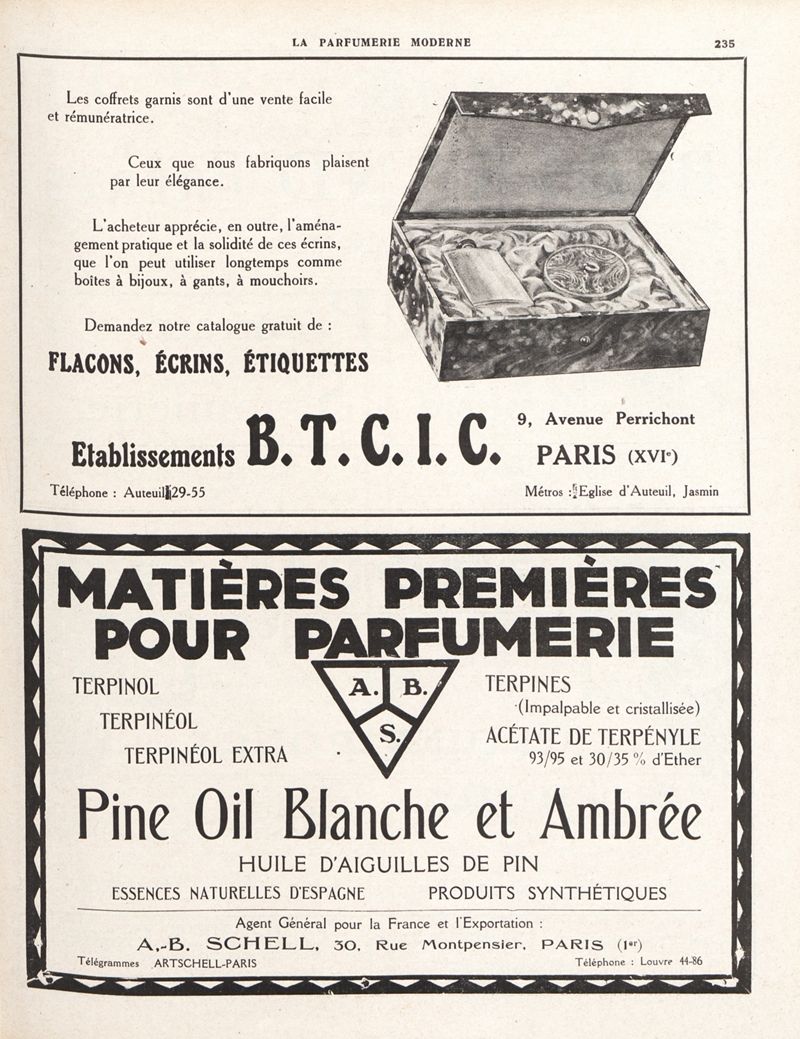 LA PARFUMERIE MODERNE
235
Les coffrets garnis sont d'une vente facile
et rémunératrice.
Ceux que nous fabriquons plaisent
par leur élégance.
L'acheteur apprécie, en outre, l'aména-
gement pratique et la solidité de ces écrins,
que l'on peut utiliser longtemps comme
boîtes à bijoux, à gants, à mouchoirs.
Demandez notre catalogue gratuit de :
FLACONS, ÉCRINS, ÉTIQUETTES
Etablissements B.T.C.I.C.
9, Avenue Perrichont
PARIS (XVIe)
Téléphone : Auteuil 29-55
Métros : Eglise d'Auteuil, Jasmin
MATIÈRES PREMIÈRES
POUR PARFUMERIE
A. B.
S.
TERPINOL
TERPINÉOL
TERPINÉOL EXTRA
TERPINES
(Impalpable et cristallisée)
ACÉTATE DE TERPÉNYLE
93/95 et 30/35 % d'Ether
Pine Oil Blanche et Ambrée
HUILE D'AIGUILLES DE PIN
ESSENCES NATURELLES D'ESPAGNE
PRODUITS SYNTHÉTIQUES
Agent Général pour la France et l'Exportation :
A.-B. SCHELL, 30, Rue Montpensier, PARIS (1er)
Télégrammes ARTSCHELL-PARIS
Téléphone : Louvre 44-86